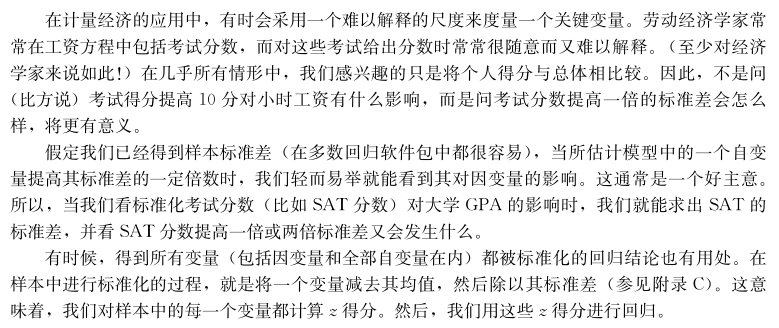 在计量经济的应用中，有时会采用一个难以解释的尺度来度量一个关键变量。劳动经济学家常
常在工资方程中包括考试分数，而对这些考试给出分数时常常很随意而又难以解释。（至少对经济
学家来说如此！）在几乎所有情形中，我们感兴趣的只是将个人得分与总体相比较。因此，不是问
（比方说）考试得分提高 10 分对小时工资有什么影响，而是问考试分数提高一倍的标准差会怎么
样，将更有意义。
假定我们已经得到样本标准差（在多数回归软件包中都很容易），当所估计模型中的一个自变
量提高其标准差的一定倍数时，我们轻而易举就能看到其对因变量的影响。这通常是一个好主意。
所以，当我们看标准化考试分数（比如 SAT 分数）对大学 GPA 的影响时，我们就能求出 SAT 的
标准差，并看 SAT 分数提高一倍或两倍标准差又会发生什么。
有时候，得到所有变量（包括因变量和全部自变量在内）都被标准化的回归结论也有用处。在
样本中进行标准化的过程，就是将一个变量减去其均值，然后除以其标准差（参见附录 C）。这意
味着，我们对样本中的每一个变量都计算 z 得分。然后，我们用这些 z 得分进行回归。